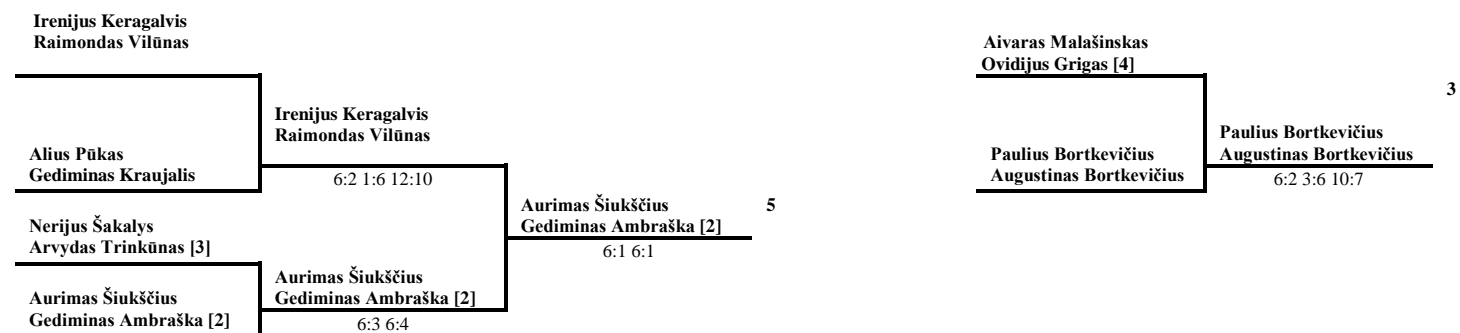 Irenijus Keragalvis
Raimondas Vilūnas
Alius Pūkas
Gediminas Kraujalis
Irenijus Keragalvis
Raimondas Vilūnas
6:2 1:6 12:10
Nerijus Šakalys
Arvydas Trinkūnas [3]
Aurimas Šiukščius
Gediminas Ambraška [2]
Aurimas Šiukščius
Gediminas Ambraška [2]
6:3 6:4
Aurimas Šiukščius
Gediminas Ambraška [2]
5
6:1 6:1
Aivaras Malašinskas
Ovidijus Grigas [4]
Paulius Bortkevičius
Augustinas Bortkevičius
3
Paulius Bortkevičius
Augustinas Bortkevičius
6:2 3:6 10:7